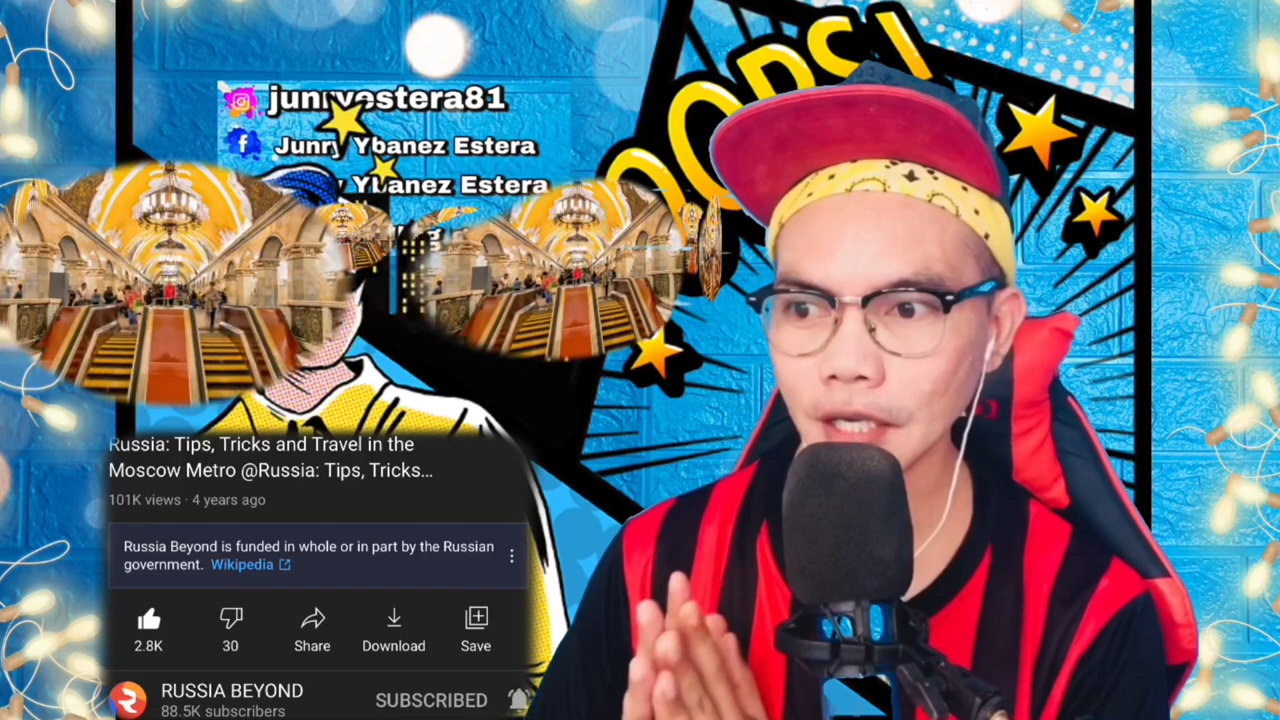 OOPS!
junryestera81
Junry Ybanez Estera
Ybanez Estera
Russia: Tips, Tricks and Travel in the
Moscow Metro @Russia: Tips, Tricks...
101K views · 4 years ago
Russia Beyond is funded in whole or in part by the Russian
government. Wikipedia
2.8K
30
Share
Download
Save
RUSSIA BEYOND
SUBSCRIBED
88.5K subscribers